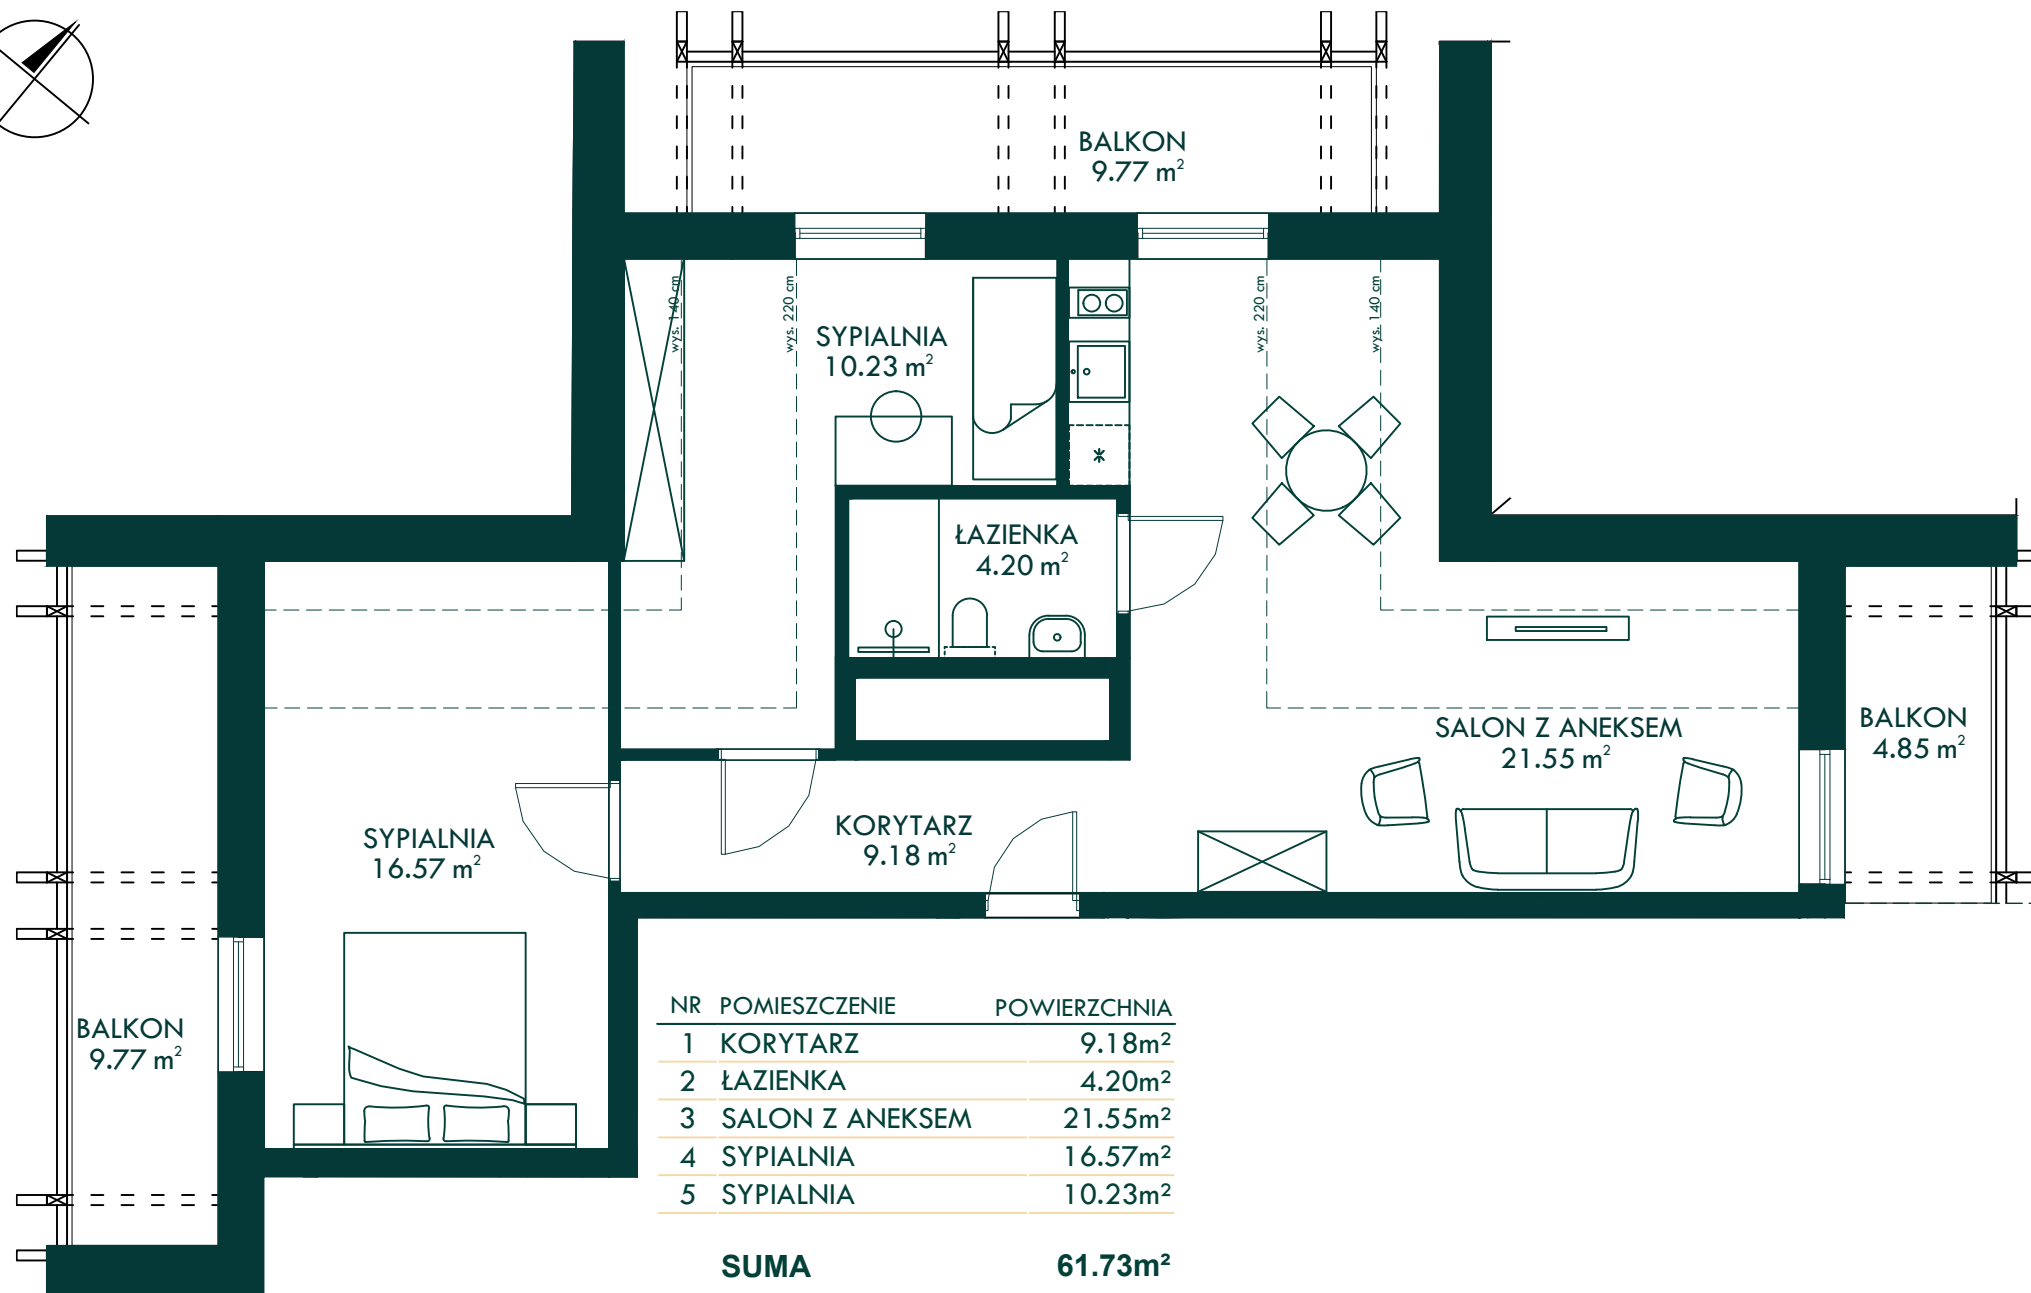 BALKON
9.77 m²
wys. 140 cm
wys. 220 cm
wys. 220 cm
wys. 140 cm
SYPIALNIA
10.23 m²
ŁAZIENKA
4.20 m²
SALON Z ANEKSEM
21.55 m²
BALKON
4.85 m²
SYPIALNIA
16.57 m²
KORYTARZ
9.18 m²
BALKON
9.77 m²
NR POMIESZCZENIE POWIERZCHNIA
1 KORYTARZ 9.18m²
2 ŁAZIENKA 4.20m²
3 SALON Z ANEKSEM 21.55m²
4 SYPIALNIA 16.57m²
5 SYPIALNIA 10.23m²
SUMA 61.73m²